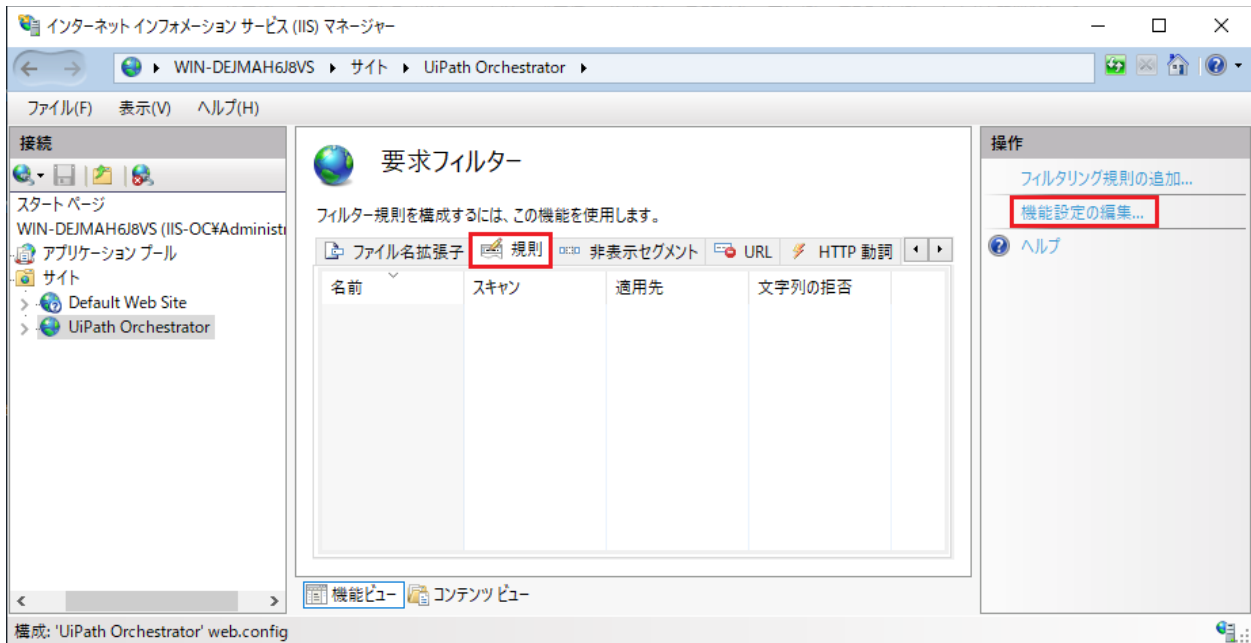 インターネット インフォメーション サービス (IIS) マネージャー
WIN-DEJMAH6J8VS サイト UiPath Orchestrator
ファイル(F) 表示(V) ヘルプ(H)
接続
スタート ページ
WIN-DEJMAH6J8VS (IIS-OC¥Administ
アプリケーション プール
サイト
Default Web Site
UiPath Orchestrator
要求フィルター
フィルター規則を構成するには、この機能を使用します。
ファイル名拡張子 規則 非表示セグメント URL HTTP 動詞
名前 スキャン 適用先 文字列の拒否
機能ビュー コンテンツ ビュー
操作
フィルタリング規則の追加...
機能設定の編集...
ヘルプ
構成: 'UiPath Orchestrator' web.config